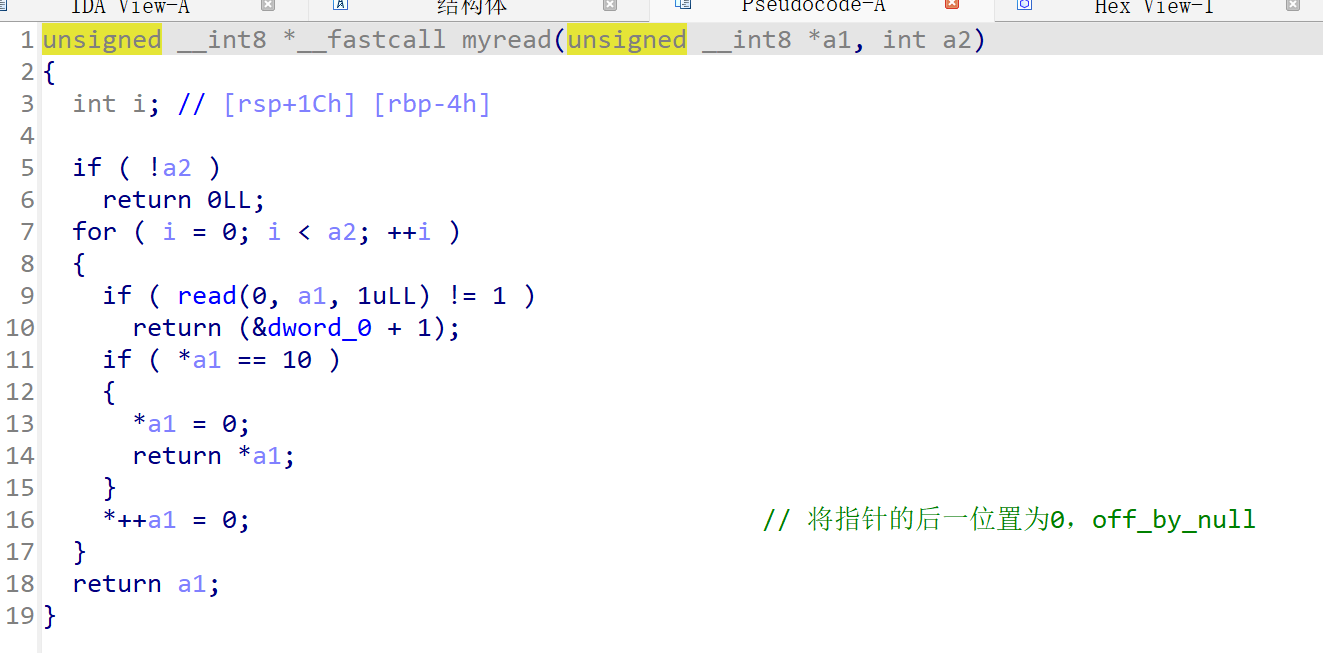 IDA View-A 结构体 Pseudocode-A Hex View-1
1 unsigned __int8 *__fastcall myread(unsigned __int8 *a1, int a2)
2 {
3   int i; // [rsp+1Ch] [rbp-4h]
4
5   if ( !a2 )
6     return 0LL;
7   for ( i = 0; i < a2; ++i )
8   {
9     if ( read(0, a1, 1uLL) != 1 )
10       return (&dword_0 + 1);
11     if ( *a1 == 10 )
12     {
13       *a1 = 0;
14       return *a1;
15     }
16     *++a1 = 0; // 将指针的后一位置为0，off_by_null
17   }
18   return a1;
19 }